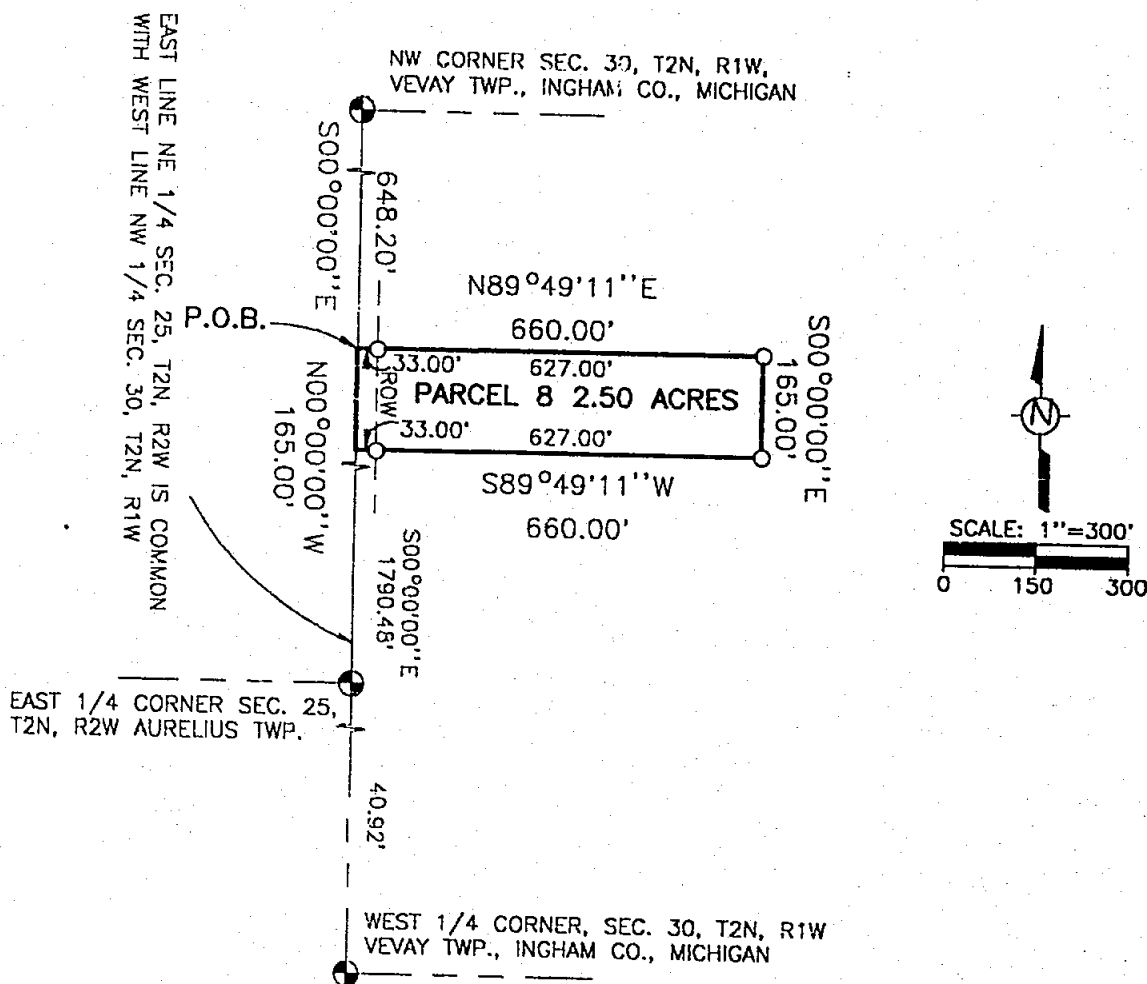 NW CORNER SEC. 30, T2N, R1W,
VEVAY TWP., INGHAM CO., MICHIGAN
EAST LINE NE 1/4 SEC. 25, T2N, R2W IS COMMON
WITH WEST LINE NW 1/4 SEC. 30, T2N, R1W
S00°00'00''E
648.20'
N89°49'11''E
660.00'
P.O.B.
33.00'
627.00'
ROW
PARCEL 8 2.50 ACRES
33.00'
627.00'
S00°00'00''E
165.00'
N00°00'00''W
165.00'
S89°49'11''W
660.00'
N
SCALE: 1''=300'
0 150 300
S00°00'00''E
1790.48'
EAST 1/4 CORNER SEC. 25,
T2N, R2W AURELIUS TWP.
40.92'
WEST 1/4 CORNER, SEC. 30, T2N, R1W
VEVAY TWP., INGHAM CO., MICHIGAN